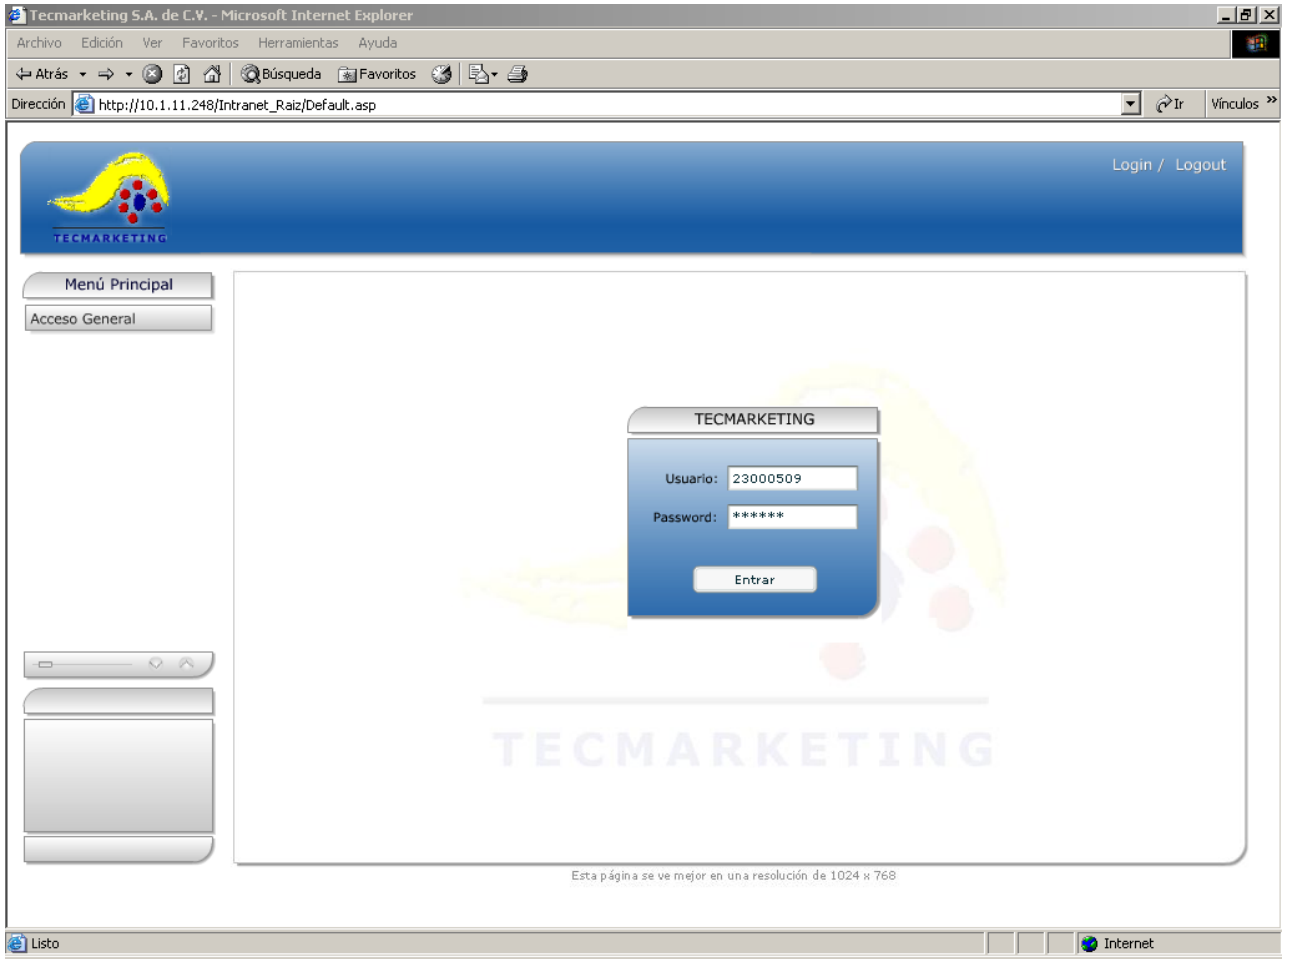 Tecmarketing S.A. de C.V. - Microsoft Internet Explorer
Archivo Edición Ver Favoritos Herramientas Ayuda
Atrás Búsqueda Favoritos
Dirección http://10.1.11.248/Intranet_Raiz/Default.asp Ir Vínculos »
Login / Logout
TECMARKETING
Menú Principal
Acceso General
TECMARKETING
Usuario: 23000509
Password: ******
Entrar
TECMARKETING
Esta página se ve mejor en una resolución de 1024 x 768
Listo Internet